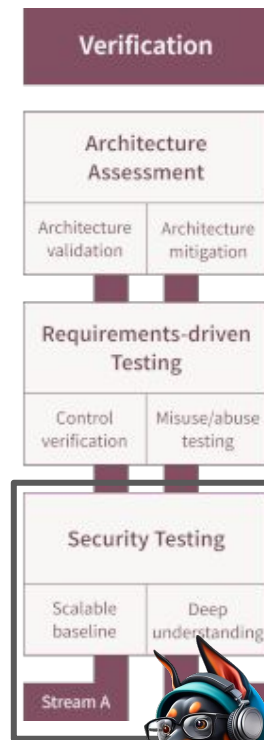 Verification
Architecture
Assessment
Architecture
validation
Architecture
mitigation
Requirements-driven
Testing
Control
verification
Misuse/abuse
testing
Security Testing
Scalable
baseline
Deep
understanding
Stream A